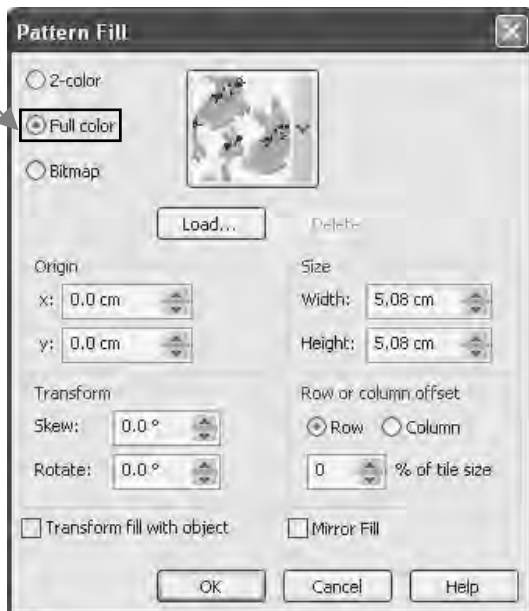 Pattern Fill
2-color
Full color
Bitmap
Load...
Delete
Origin
Size
x: 0.0 cm
Width: 5.08 cm
y: 0.0 cm
Height: 5.08 cm
Transform
Row or column offset
Skew: 0.0 °
Row Column
Rotate: 0.0 °
0 % of tile size
Transform fill with object
Mirror Fill
OK Cancel Help